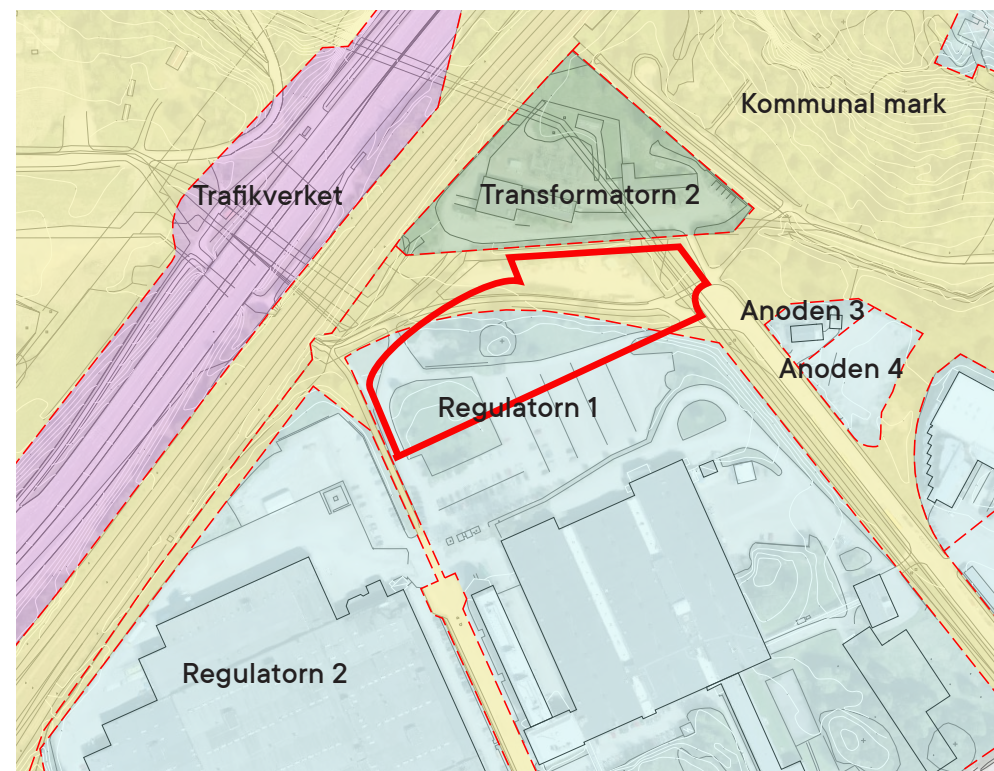 Kommunal mark
Trafikverket
Transformatorn 2
Anoden 3
Anoden 4
Regulatorn 1
Regulatorn 2